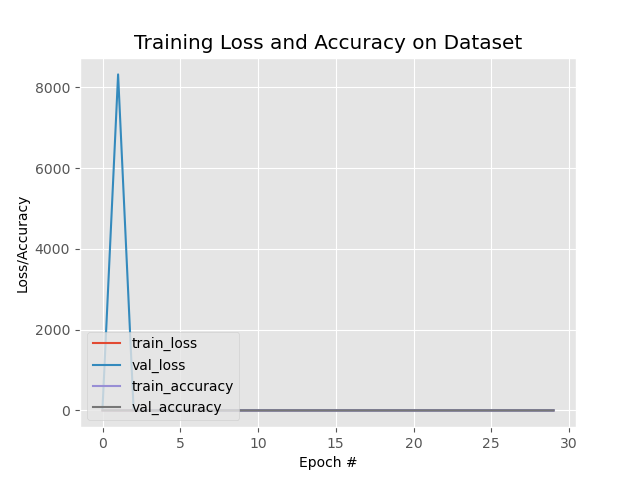 Training Loss and Accuracy on Dataset
Loss/Accuracy
8000
6000
4000
2000
0
train_loss
val_loss
train_accuracy
val_accuracy
0 5 10 15 20 25 30
Epoch #